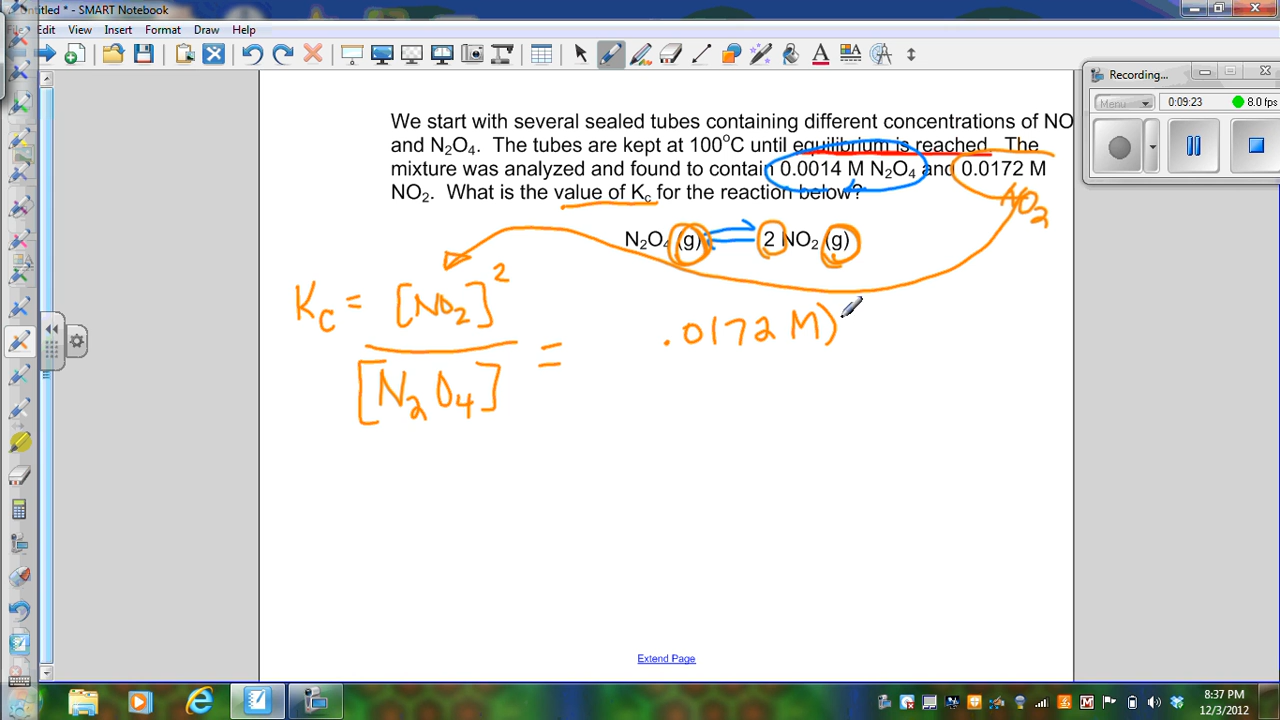 Untitled * - SMART Notebook
File Edit View Insert Format Draw Help
Recording...
Menu
0:09:23
8.0 fps
We start with several sealed tubes containing different concentrations of NO
and N₂O₄. The tubes are kept at 100°C until equilibrium is reached. The
mixture was analyzed and found to contain 0.0014 M N₂O₄ and 0.0172 M
NO₂. What is the value of Kc for the reaction below?
NO₂
N₂O₄ (g) ⇌ 2 NO₂ (g)
Kc = [NO₂]²
[N₂O₄]
= .0172 M)
Extend Page
8:37 PM
12/3/2012